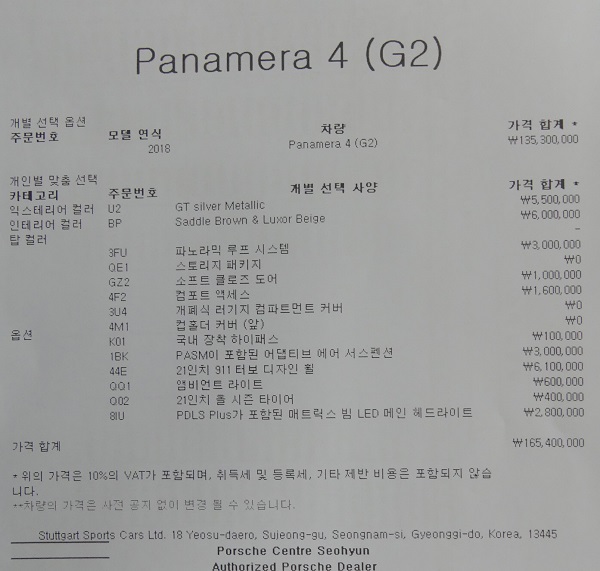 Panamera 4 (G2)
개별 선택 옵션
주문번호 모델 연식 차량 가격 합계 *
2018 Panamera 4 (G2) ₩135,300,000
개인별 맞춤 선택
카테고리 주문번호 개별 선택 사양 가격 합계 *
익스테리어 컬러 U2 GT silver Metallic ₩5,500,000
인테리어 컬러 BP Saddle Brown & Luxor Beige ₩6,000,000
탑 컬러 -
3FU 파노라믹 루프 시스템 ₩3,000,000
QE1 스토리지 패키지 ₩0
GZ2 소프트 클로즈 도어 ₩1,000,000
4F2 컴포트 액세스 ₩1,600,000
3U4 개폐식 러기지 컴파트먼트 커버 ₩0
4M1 컵홀더 커버 (앞) ₩0
옵션 K01 국내 장착 하이패스 ₩100,000
1BK PASM이 포함된 어댑티브 에어 서스펜션 ₩3,000,000
44E 21인치 911 터보 디자인 휠 ₩6,100,000
QQ1 앰비언트 라이트 ₩600,000
Q02 21인치 올 시즌 타이어 ₩400,000
8IU PDLS Plus가 포함된 매트릭스 빔 LED 메인 헤드라이트 ₩2,800,000
가격 합계 ₩165,400,000
* 위의 가격은 10%의 VAT가 포함되며, 취득세 및 등록세, 기타 제반 비용은 포함되지 않습
니다.
**차량의 가격은 사전 공지 없이 변경 될 수 있습니다.
Stuttgart Sports Cars Ltd. 18 Yeosu-daero, Sujeong-gu, Seongnam-si, Gyeonggi-do, Korea, 13445
Porsche Centre Seohyun
Authorized Porsche Dealer